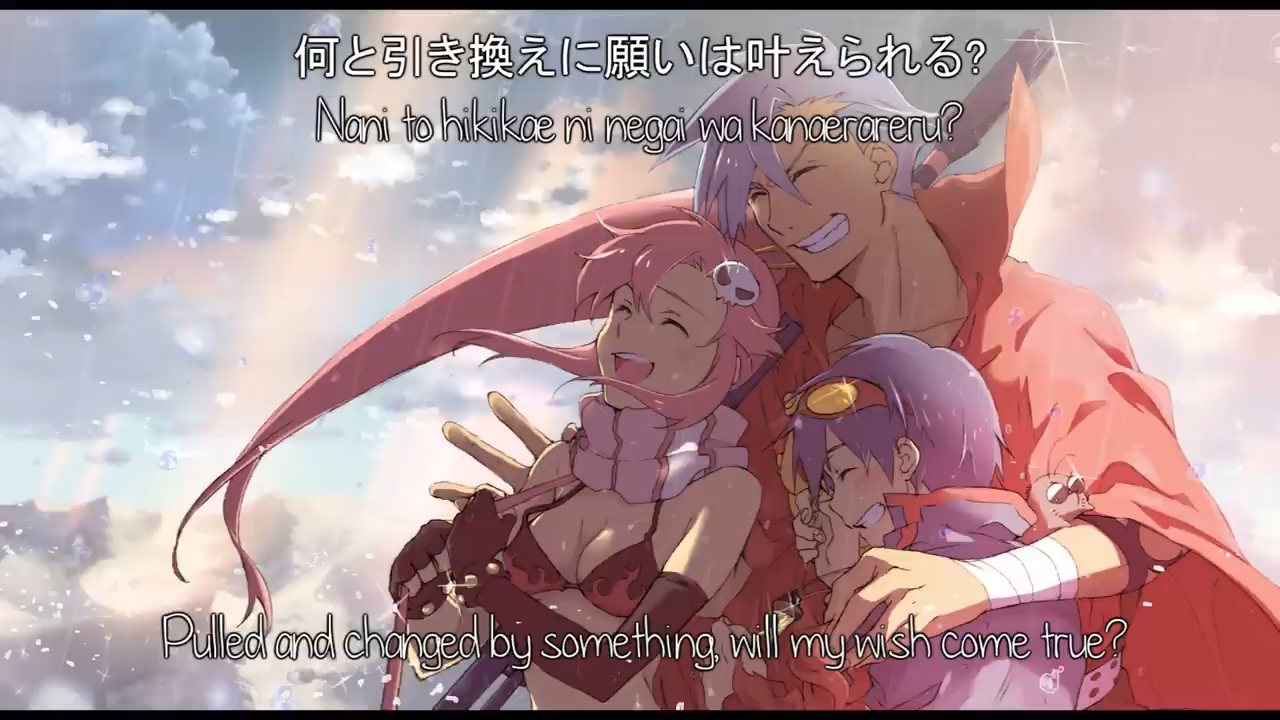 何と引き換えに願いは叶えられる?
Nani to hikikae ni negai wa kanaerareru?
Pulled and changed by something, will my wish come true?